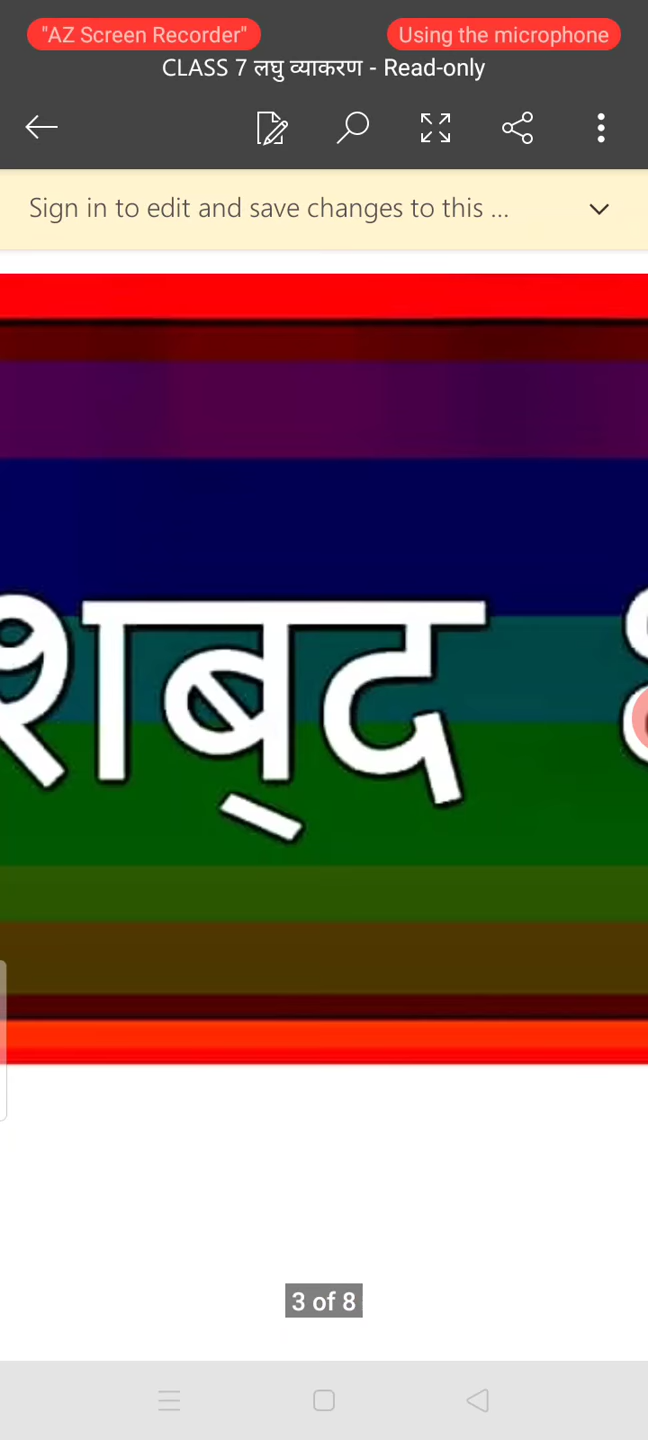 "AZ Screen Recorder" Using the microphone
CLASS 7 लघु व्याकरण - Read-only
Sign in to edit and save changes to this ...
शब्द
3 of 8